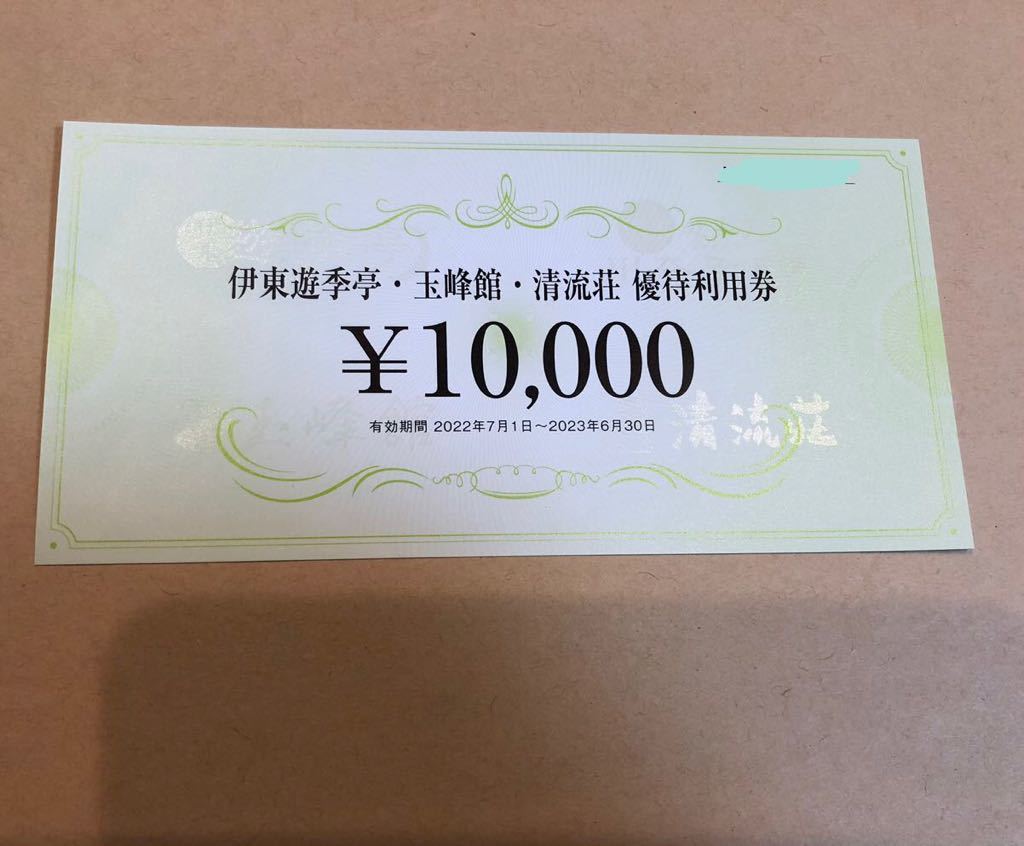 伊東遊季亭・玉峰館・清流荘 優待利用券
¥10,000
有効期間 2022年7月1日～2023年6月30日
清流荘